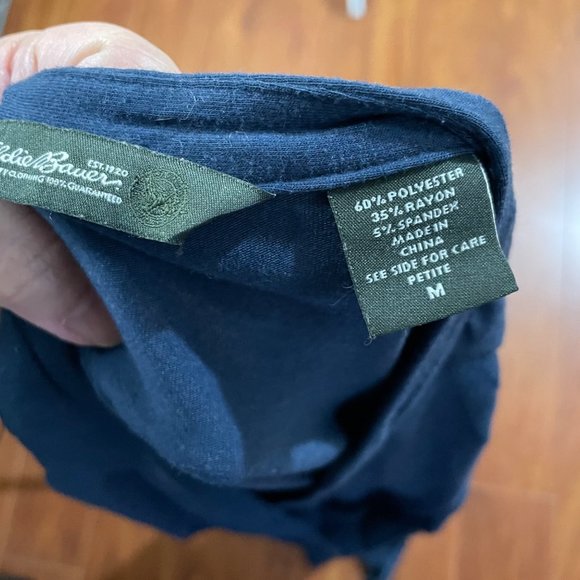 Eddie Bauer
EST. 1920
CLOTHING 100% GUARANTEED
60% POLYESTER
35% RAYON
5% SPANDEX
MADE IN
CHINA
SEE SIDE FOR CARE
PETITE
M